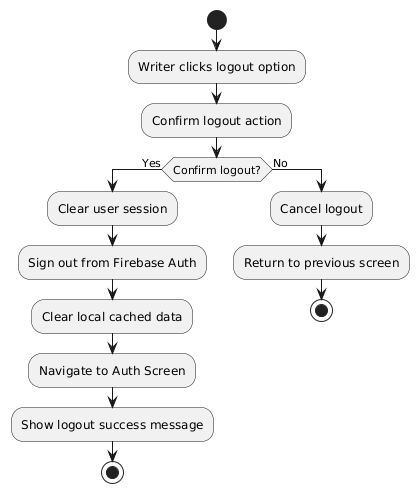 Writer clicks logout option
Confirm logout action
Yes
Confirm logout?
No
Clear user session
Cancel logout
Sign out from Firebase Auth
Return to previous screen
Clear local cached data
Navigate to Auth Screen
Show logout success message